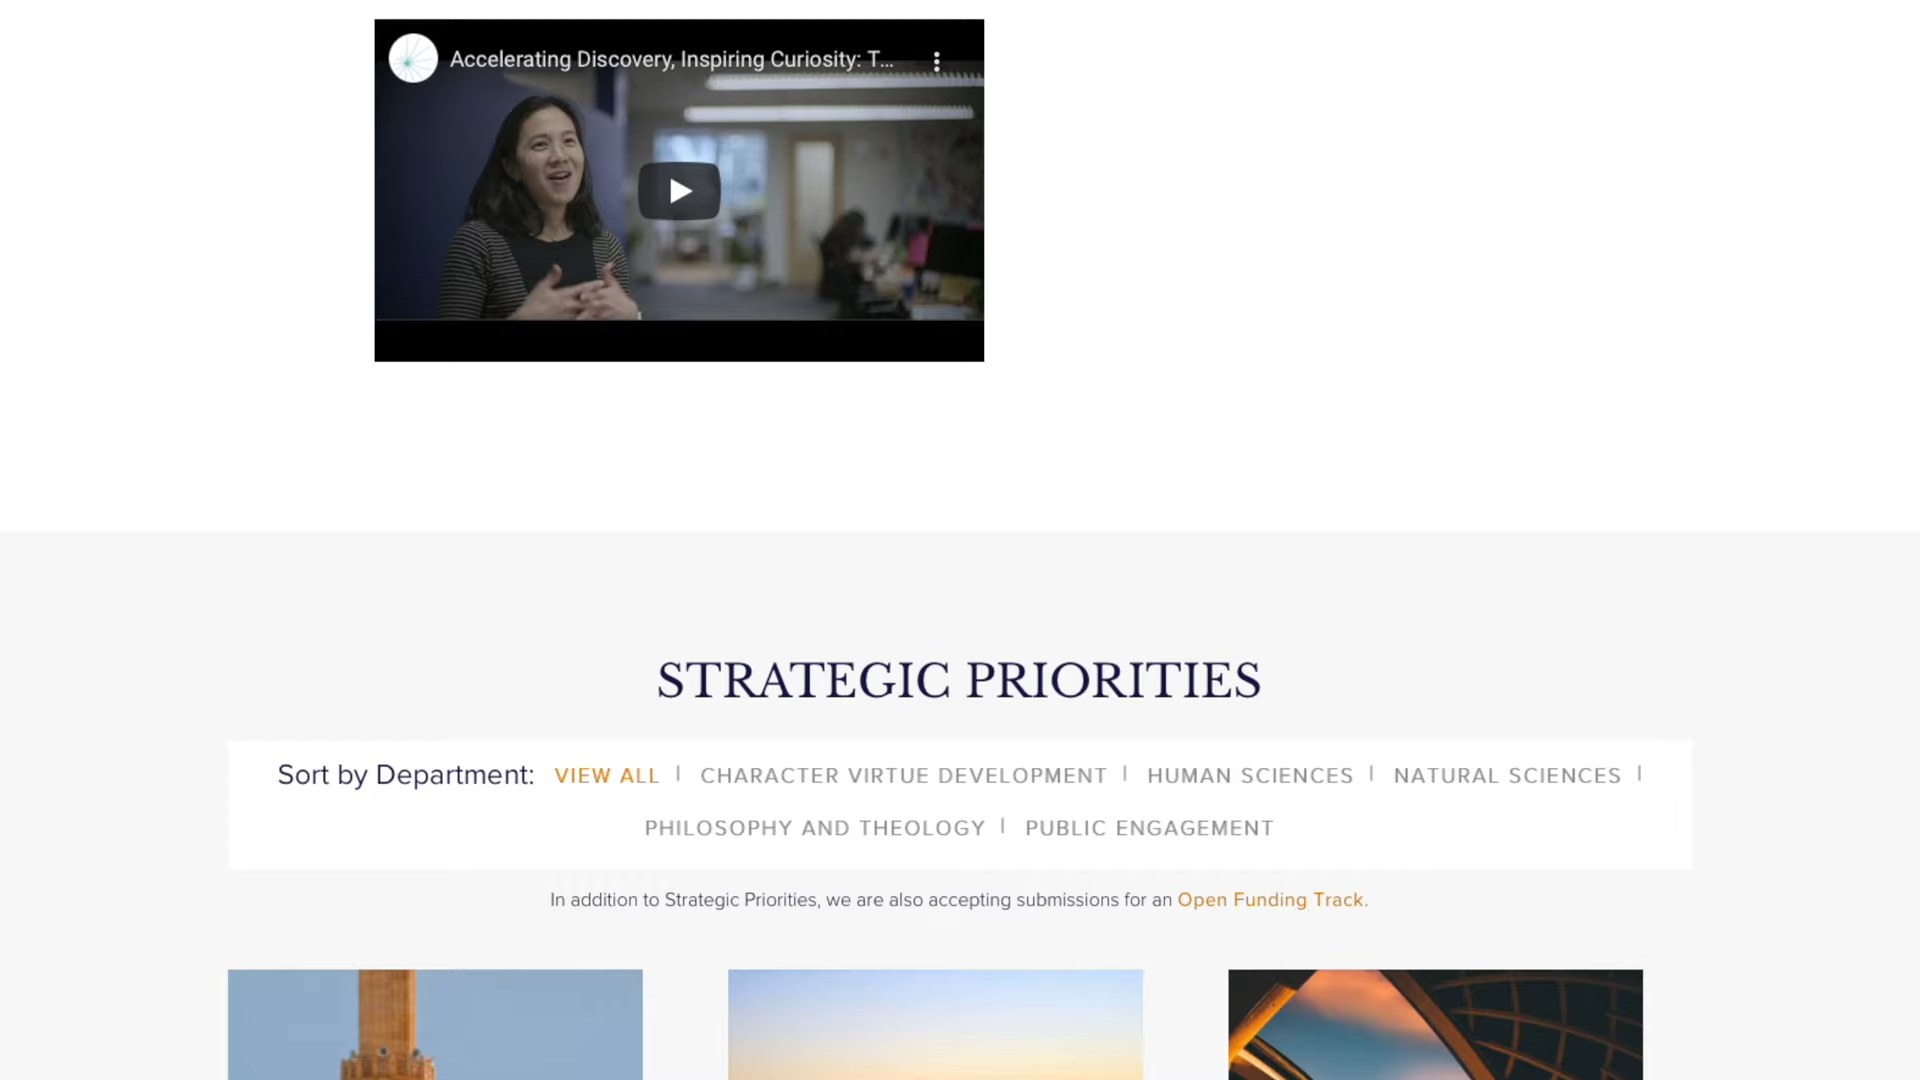 Accelerating Discovery, Inspiring Curiosity: T...
STRATEGIC PRIORITIES
Sort by Department: VIEW ALL | CHARACTER VIRTUE DEVELOPMENT | HUMAN SCIENCES | NATURAL SCIENCES |
PHILOSOPHY AND THEOLOGY | PUBLIC ENGAGEMENT
In addition to Strategic Priorities, we are also accepting submissions for an Open Funding Track.